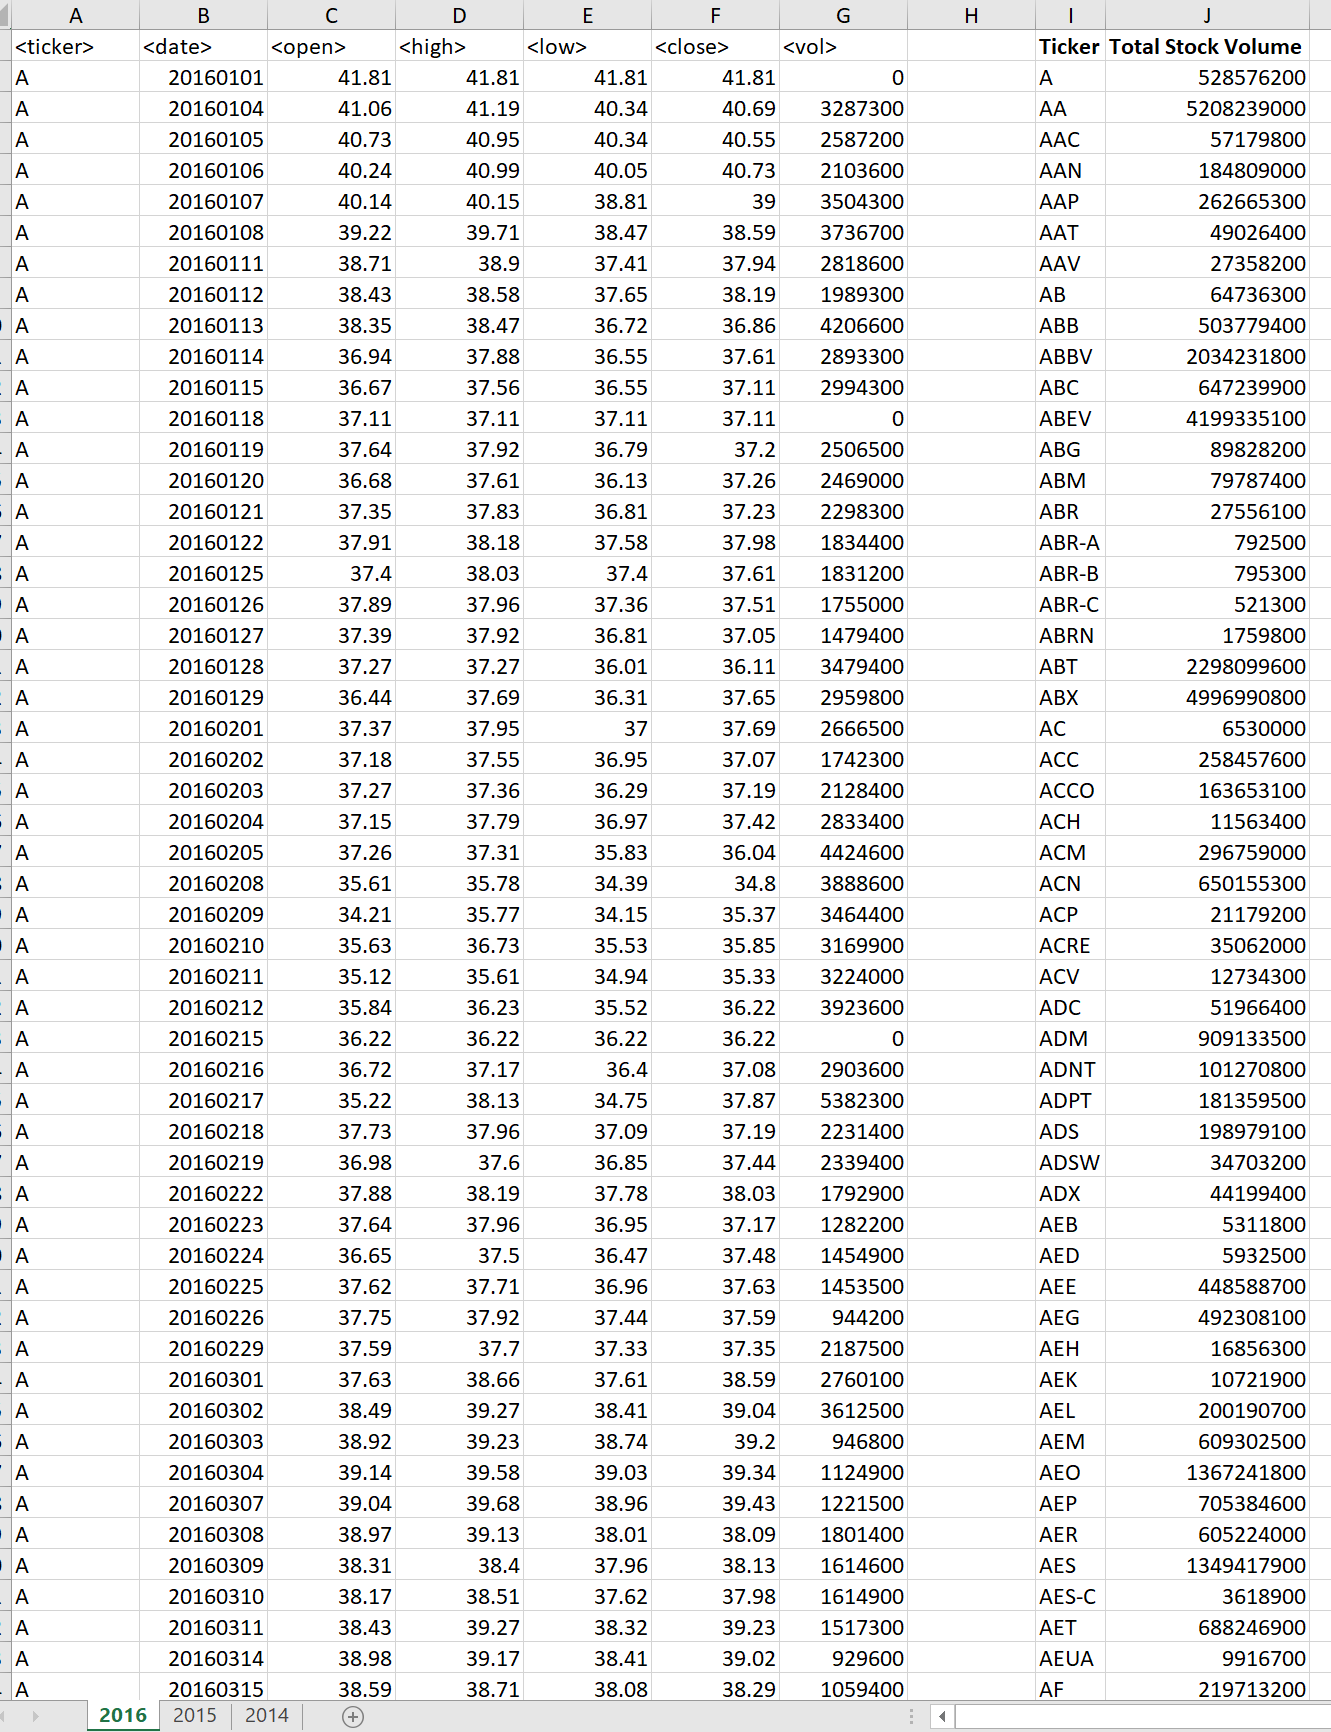 A B C D E F G H I J
<ticker> <date> <open> <high> <low> <close> <vol> Ticker Total Stock Volume
A 20160101 41.81 41.81 41.81 41.81 0 A 528576200
A 20160104 41.06 41.19 40.34 40.69 3287300 AA 5208239000
A 20160105 40.73 40.95 40.34 40.55 2587200 AAC 57179800
A 20160106 40.24 40.99 40.05 40.73 2103600 AAN 184809000
A 20160107 40.14 40.15 38.81 39 3504300 AAP 262665300
A 20160108 39.22 39.71 38.47 38.59 3736700 AAT 49026400
A 20160111 38.71 38.9 37.41 37.94 2818600 AAV 27358200
A 20160112 38.43 38.58 37.65 38.19 1989300 AB 64736300
A 20160113 38.35 38.47 36.72 36.86 4206600 ABB 503779400
A 20160114 36.94 37.88 36.55 37.61 2893300 ABBV 2034231800
A 20160115 36.67 37.56 36.55 37.11 2994300 ABC 647239900
A 20160118 37.11 37.11 37.11 37.11 0 ABEV 4199335100
A 20160119 37.64 37.92 36.79 37.2 2506500 ABG 89828200
A 20160120 36.68 37.61 36.13 37.26 2469000 ABM 79787400
A 20160121 37.35 37.83 36.81 37.23 2298300 ABR 27556100
A 20160122 37.91 38.18 37.58 37.98 1834400 ABR-A 792500
A 20160125 37.4 38.03 37.4 37.61 1831200 ABR-B 795300
A 20160126 37.89 37.96 37.36 37.51 1755000 ABR-C 521300
A 20160127 37.39 37.92 36.81 37.05 1479400 ABRN 1759800
A 20160128 37.27 37.27 36.01 36.11 3479400 ABT 2298099600
A 20160129 36.44 37.69 36.31 37.65 2959800 ABX 4996990800
A 20160201 37.37 37.95 37 37.69 2666500 AC 6530000
A 20160202 37.18 37.55 36.95 37.07 1742300 ACC 258457600
A 20160203 37.27 37.36 36.29 37.19 2128400 ACCO 163653100
A 20160204 37.15 37.79 36.97 37.42 2833400 ACH 11563400
A 20160205 37.26 37.31 35.83 36.04 4424600 ACM 296759000
A 20160208 35.61 35.78 34.39 34.8 3888600 ACN 650155300
A 20160209 34.21 35.77 34.15 35.37 3464400 ACP 21179200
A 20160210 35.63 36.73 35.53 35.85 3169900 ACRE 35062000
A 20160211 35.12 35.61 34.94 35.33 3224000 ACV 12734300
A 20160212 35.84 36.23 35.52 36.22 3923600 ADC 51966400
A 20160215 36.22 36.22 36.22 36.22 0 ADM 909133500
A 20160216 36.72 37.17 36.4 37.08 2903600 ADNT 101270800
A 20160217 35.22 38.13 34.75 37.87 5382300 ADPT 181359500
A 20160218 37.73 37.96 37.09 37.19 2231400 ADS 198979100
A 20160219 36.98 37.6 36.85 37.44 2339400 ADSW 34703200
A 20160222 37.88 38.19 37.78 38.03 1792900 ADX 44199400
A 20160223 37.64 37.96 36.95 37.17 1282200 AEB 5311800
A 20160224 36.65 37.5 36.47 37.48 1454900 AED 5932500
A 20160225 37.62 37.71 36.96 37.63 1453500 AEE 448588700
A 20160226 37.75 37.92 37.44 37.59 944200 AEG 492308100
A 20160229 37.59 37.7 37.33 37.35 2187500 AEH 16856300
A 20160301 37.63 38.66 37.61 38.59 2760100 AEK 10721900
A 20160302 38.49 39.27 38.41 39.04 3612500 AEL 200190700
A 20160303 38.92 39.23 38.74 39.2 946800 AEM 609302500
A 20160304 39.14 39.58 39.03 39.34 1124900 AEO 1367241800
A 20160307 39.04 39.68 38.96 39.43 1221500 AEP 705384600
A 20160308 38.97 39.13 38.01 38.09 1801400 AER 605224000
A 20160309 38.31 38.4 37.96 38.13 1614600 AES 1349417900
A 20160310 38.17 38.51 37.62 37.98 1614900 AES-C 3618900
A 20160311 38.43 39.27 38.32 39.23 1517300 AET 688246900
A 20160314 38.98 39.17 38.41 39.02 929600 AEUA 9916700
A 20160315 38.59 38.71 38.08 38.29 1059400 AF 219713200
2016 2015 2014